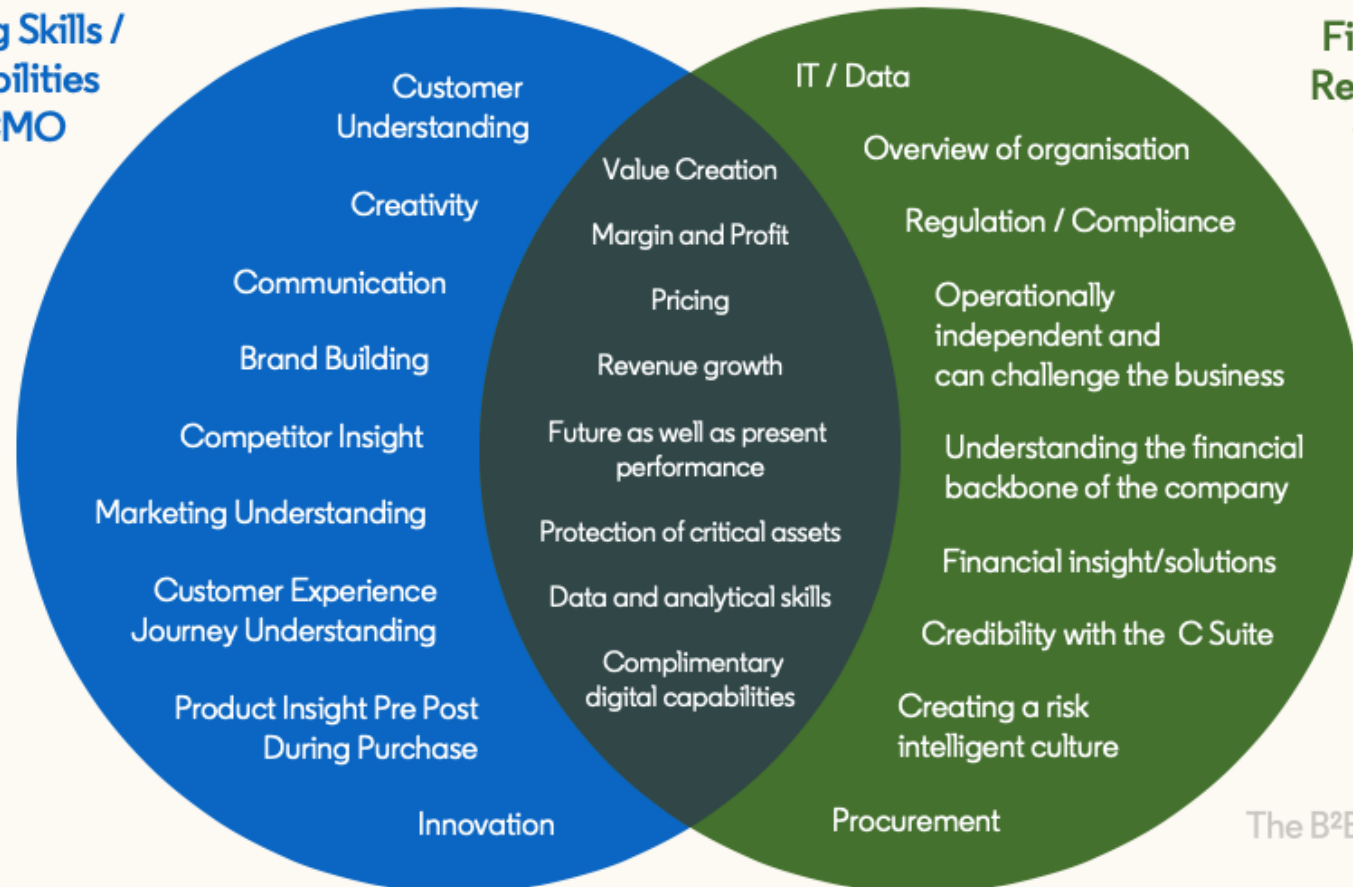 g Skills /
bilities
CMO
Customer
Understanding
Creativity
Communication
Brand Building
Competitor Insight
Marketing Understanding
Customer Experience
Journey Understanding
Product Insight Pre Post
During Purchase
Innovation
Value Creation
Margin and Profit
Pricing
Revenue growth
Future as well as present
performance
Protection of critical assets
Data and analytical skills
Complimentary
digital capabilities
Fi
Re
IT / Data
Overview of organisation
Regulation / Compliance
Operationally
independent and
can challenge the business
Understanding the financial
backbone of the company
Financial insight/solutions
Credibility with the C Suite
Creating a risk
intelligent culture
Procurement
The B²B